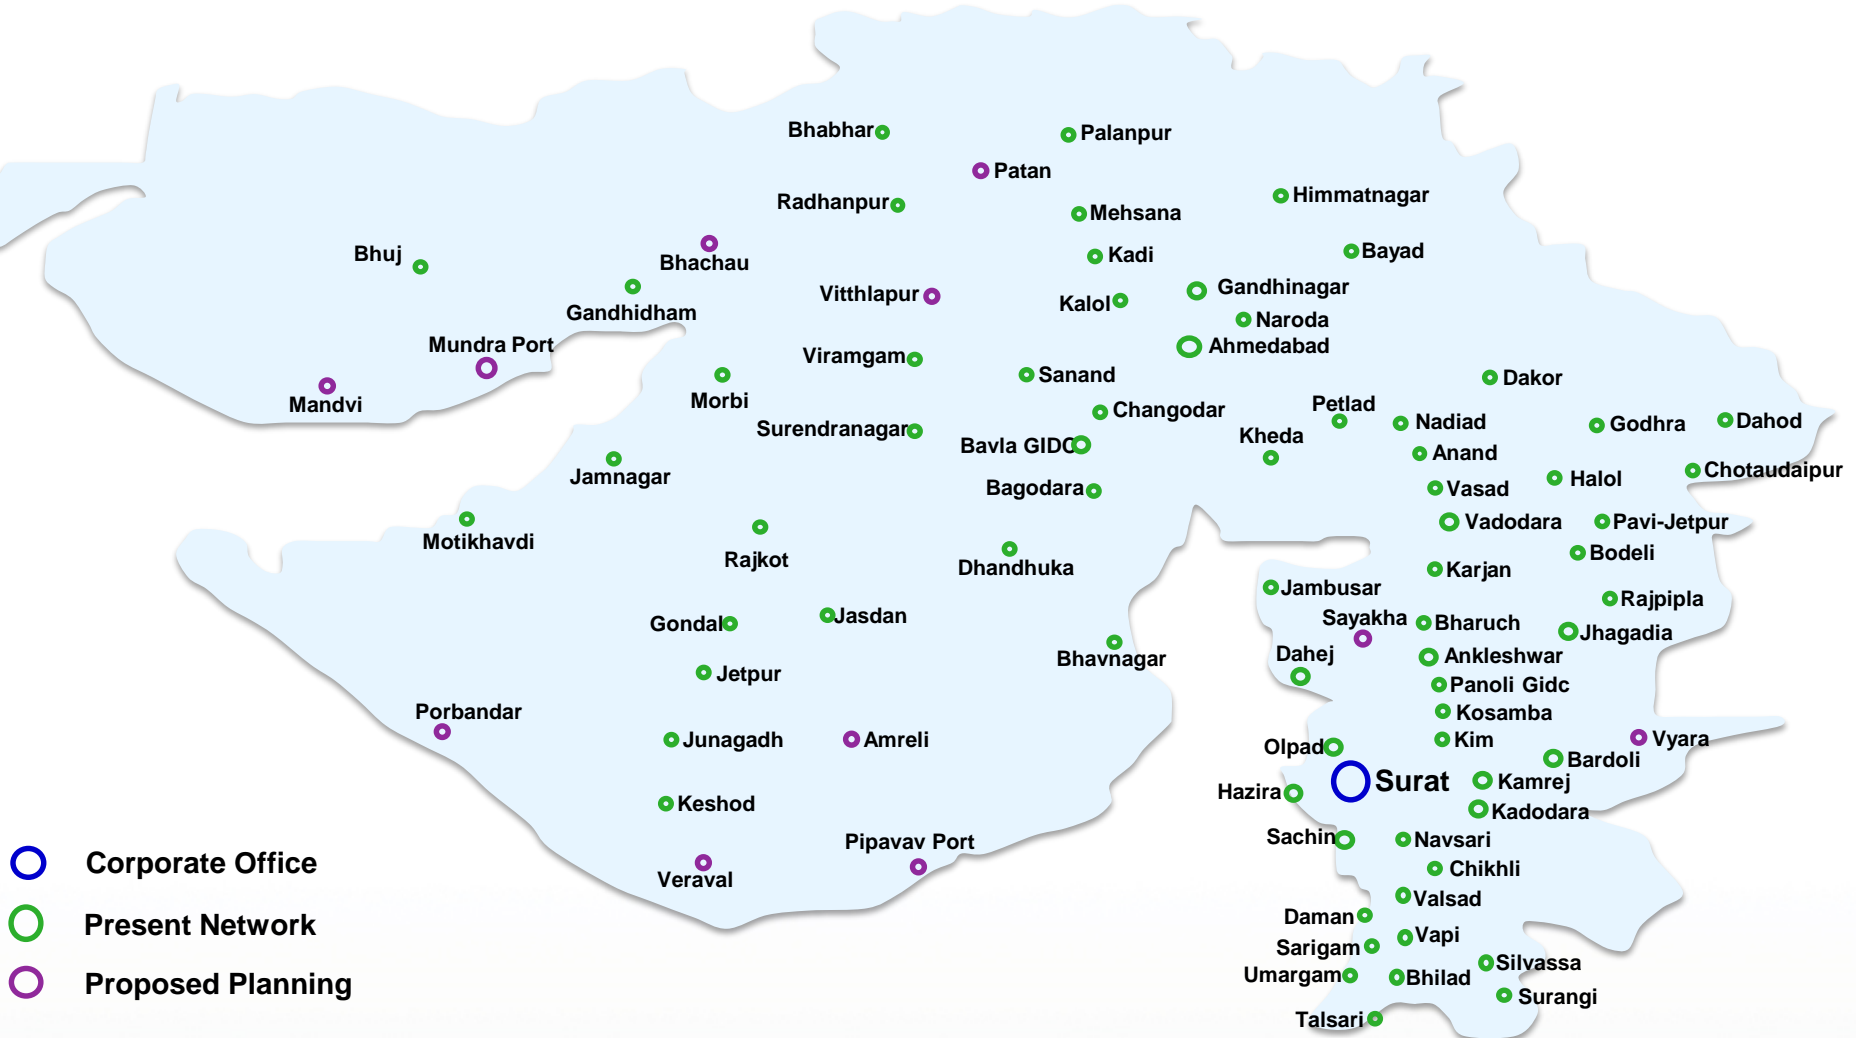 Bhabhar
Palanpur
Patan
Himmatnagar
Radhanpur
Mehsana
Bhuj
Bhachau
Kadi
Bayad
Gandhidham
Vitthlapur
Kalol
Gandhinagar
Naroda
Mundra Port
Ahmedabad
Viramgam
Mandvi
Morbi
Sanand
Dakor
Changodar
Petlad
Surendranagar
Bavla GIDC
Kheda
Nadiad
Godhra
Dahod
Anand
Jamnagar
Bagodara
Vasad
Halol
Chotaudaipur
Motikhavdi
Vadodara
Pavi-Jetpur
Rajkot
Dhandhuka
Bodeli
Karjan
Jambusar
Rajpipla
Gondal
Jasdan
Sayakha
Bharuch
Jhagadia
Bhavnagar
Dahej
Ankleshwar
Jetpur
Panoli Gidc
Porbandar
Kosamba
Junagadh
Amreli
Olpad
Kim
Vyara
Bardoli
Surat
Kamrej
Hazira
Keshod
Kadodara
Pipavav Port
Sachin
Navsari
Veraval
Chikhli
Valsad
Daman
Vapi
Sarigam
Silvassa
Umargam
Bhilad
Surangi
Talsari
Corporate Office
Present Network
Proposed Planning